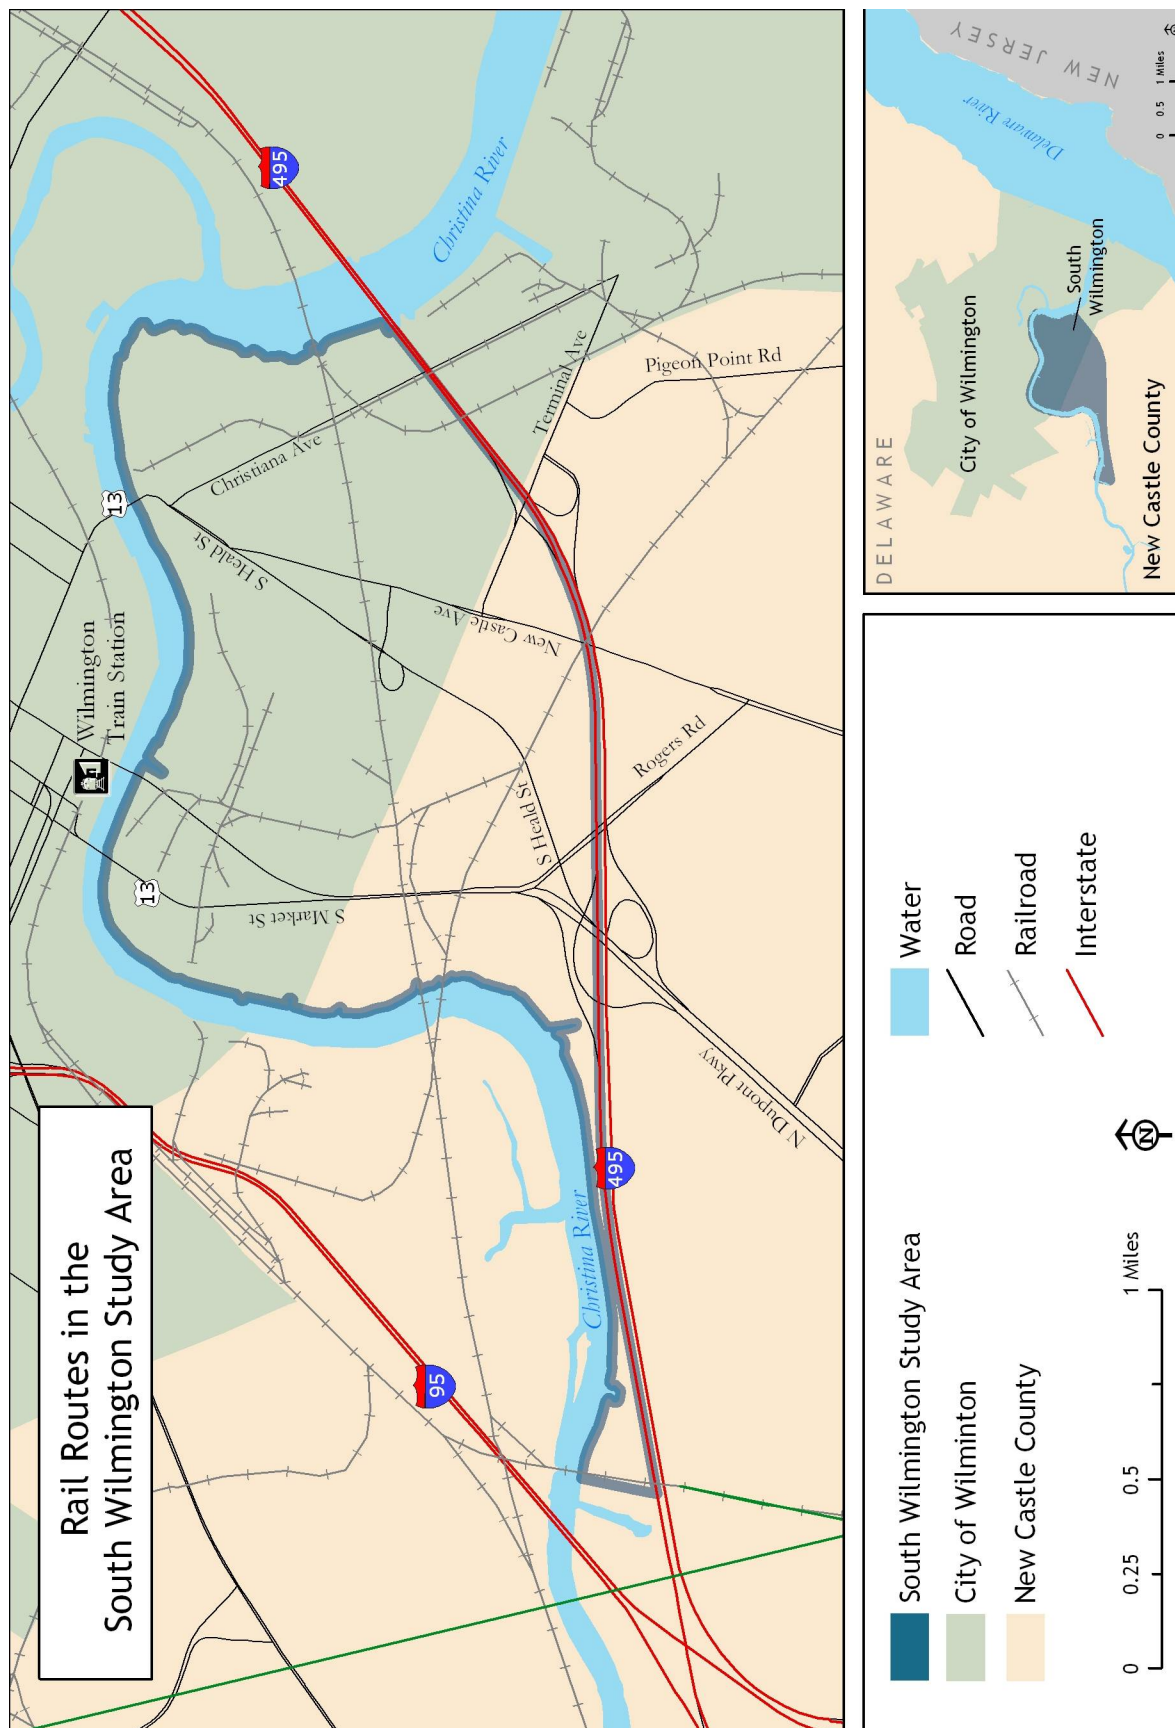 Rail Routes in the
South Wilmington Study Area
495
Christina River
13
Wilmington
Train Station
Christiana Ave
S Heald St
Terminal Ave
Pigeon Point Rd
New Castle Ave
13
S Market St
S Heald St
Rogers Rd
N Dupont Pkwy
495
Christina River
95
South Wilmington Study Area
City of Wilminton
New Castle County
Water
Road
Railroad
Interstate
0
0.25
0.5
1 Miles
N
DELAWARE
NEW JERSEY
Delaware River
City of Wilmington
South
Wilmington
New Castle County
0
0.5
1 Miles